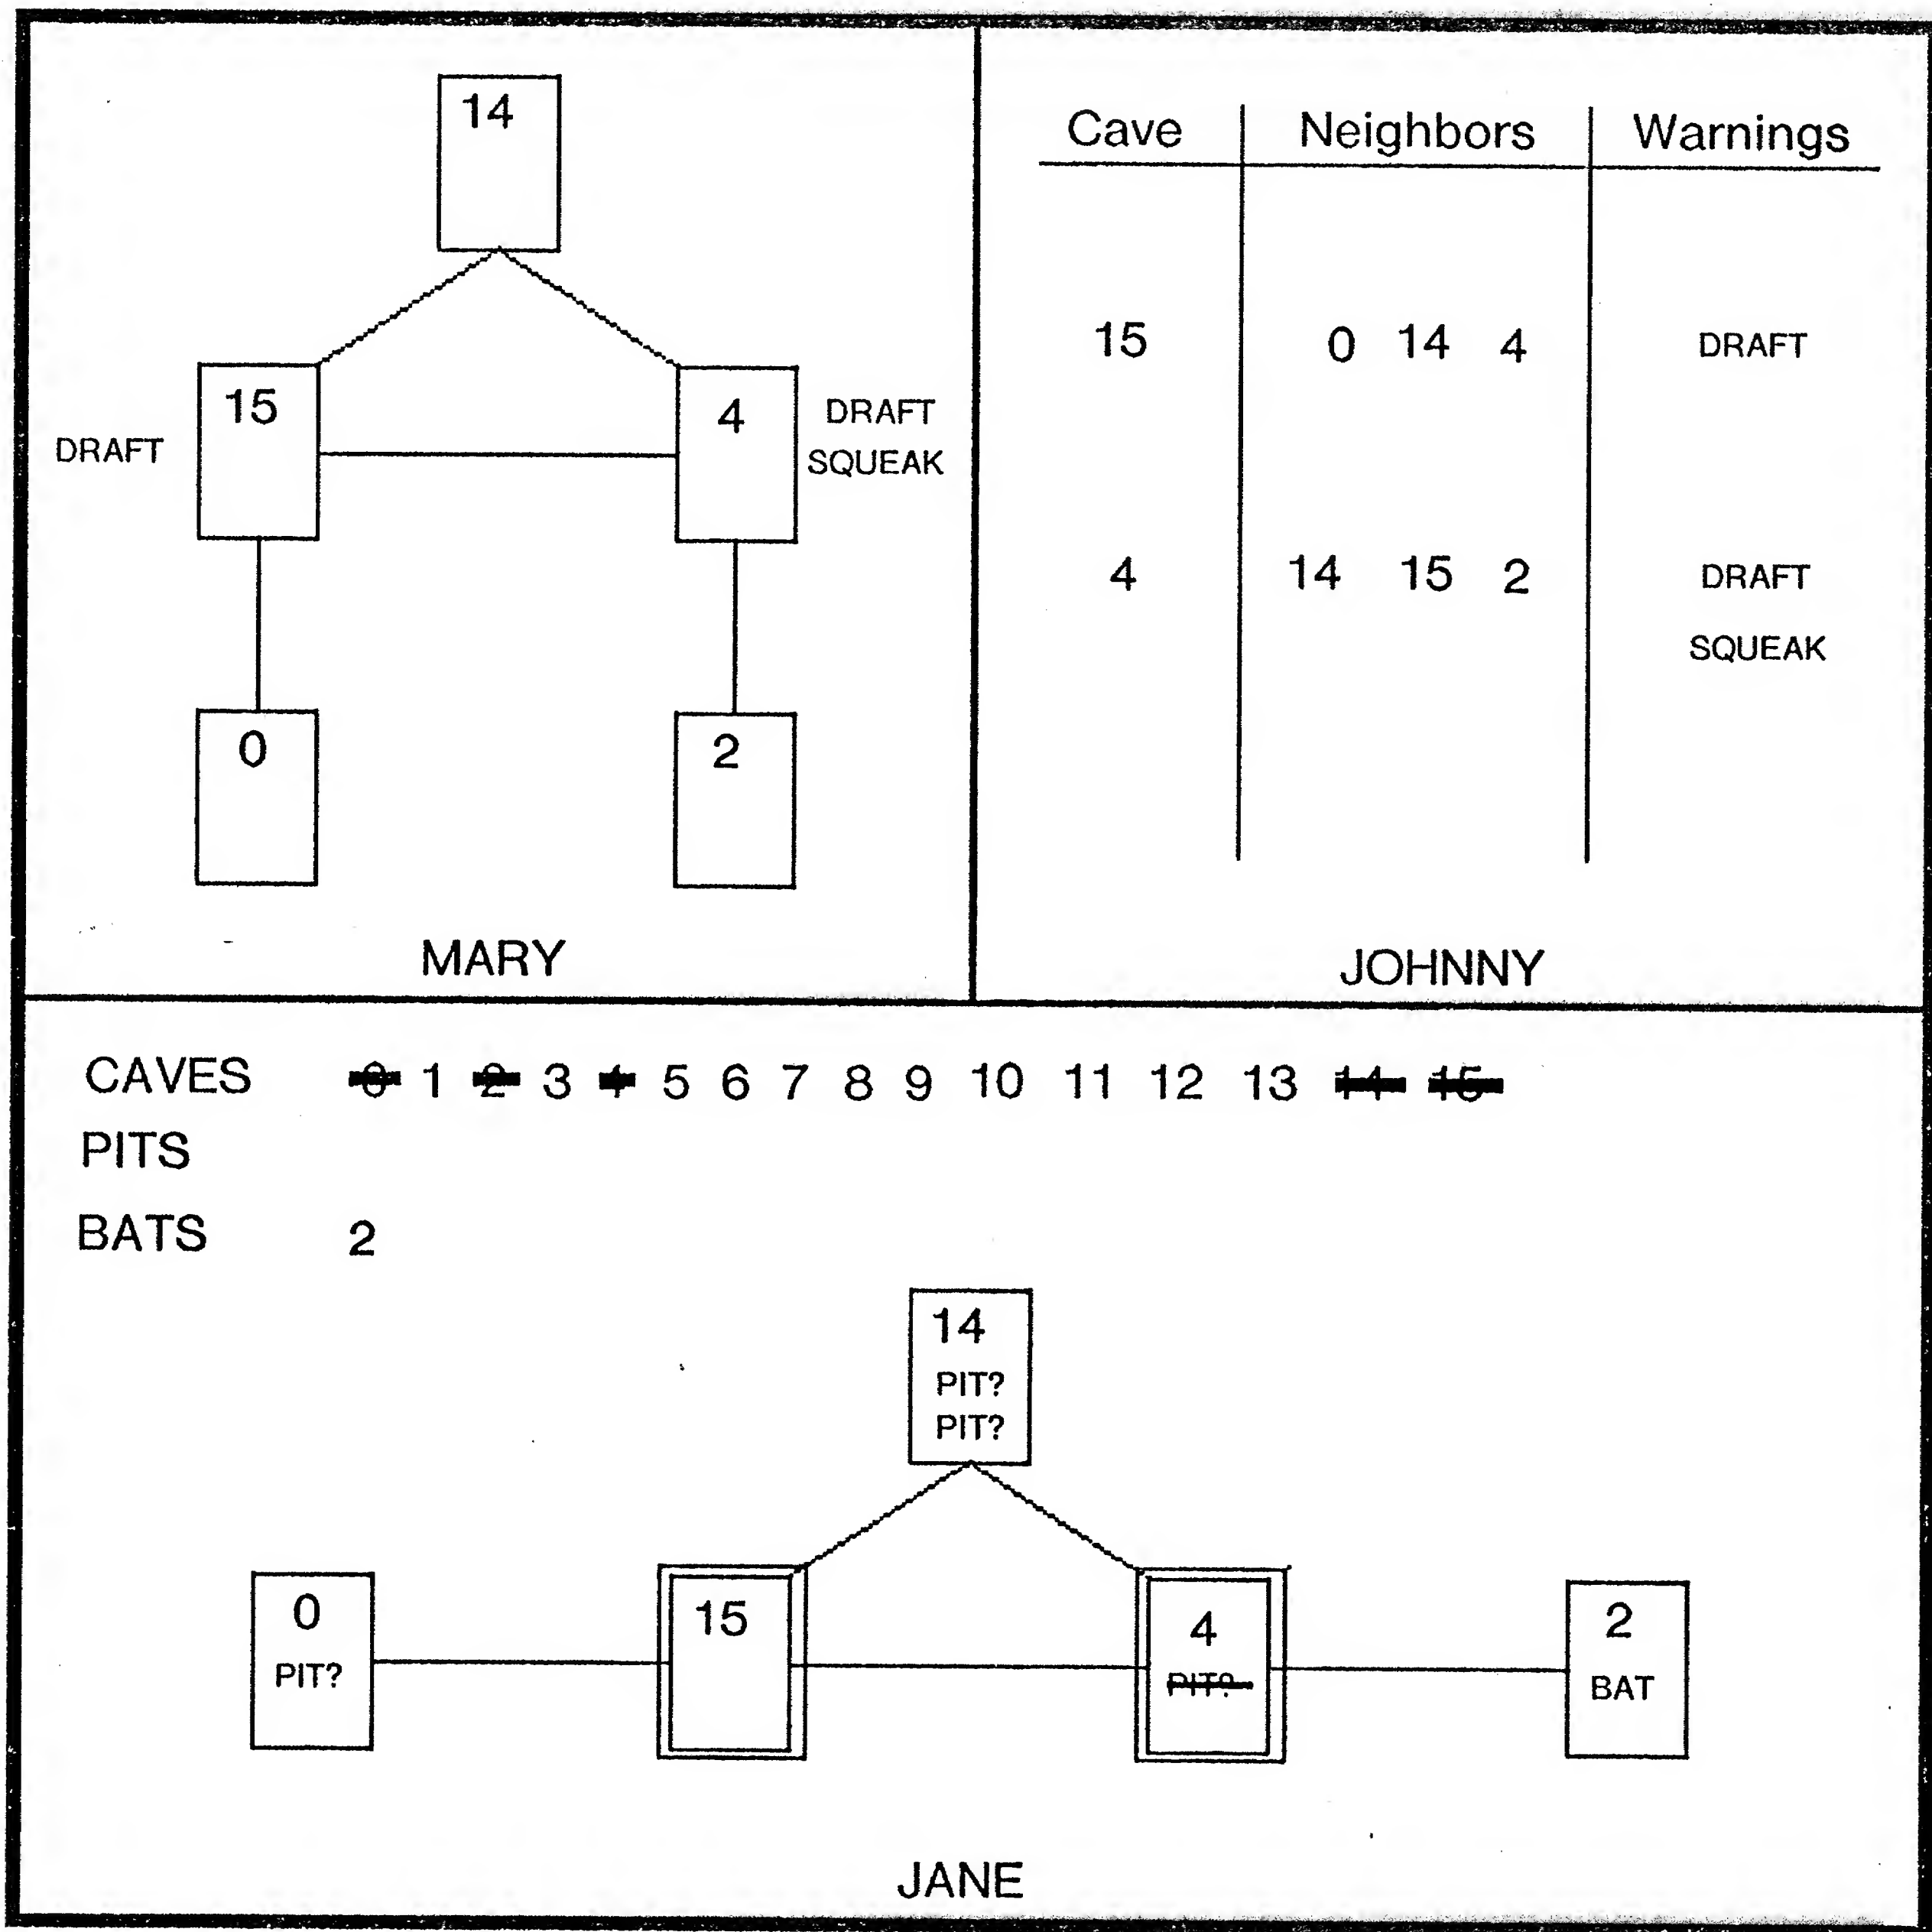 14
15
4
DRAFT
DRAFT
SQUEAK
0
2
MARY
Cave Neighbors Warnings
15 0 14 4 DRAFT
4 14 15 2 DRAFT
SQUEAK
JOHNNY
CAVES 0 1 2 3 4 5 6 7 8 9 10 11 12 13 14 15
PITS
BATS 2
14
PIT?
PIT?
0
PIT?
15
4
PIT?
2
BAT
JANE